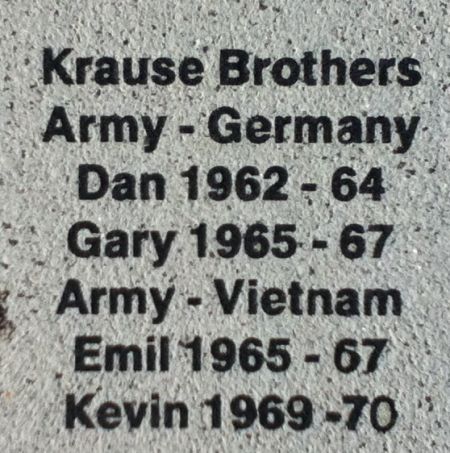 Krause Brothers
Army - Germany
Dan 1962 - 64
Gary 1965 - 67
Army - Vietnam
Emil 1965 - 67
Kevin 1969 -70